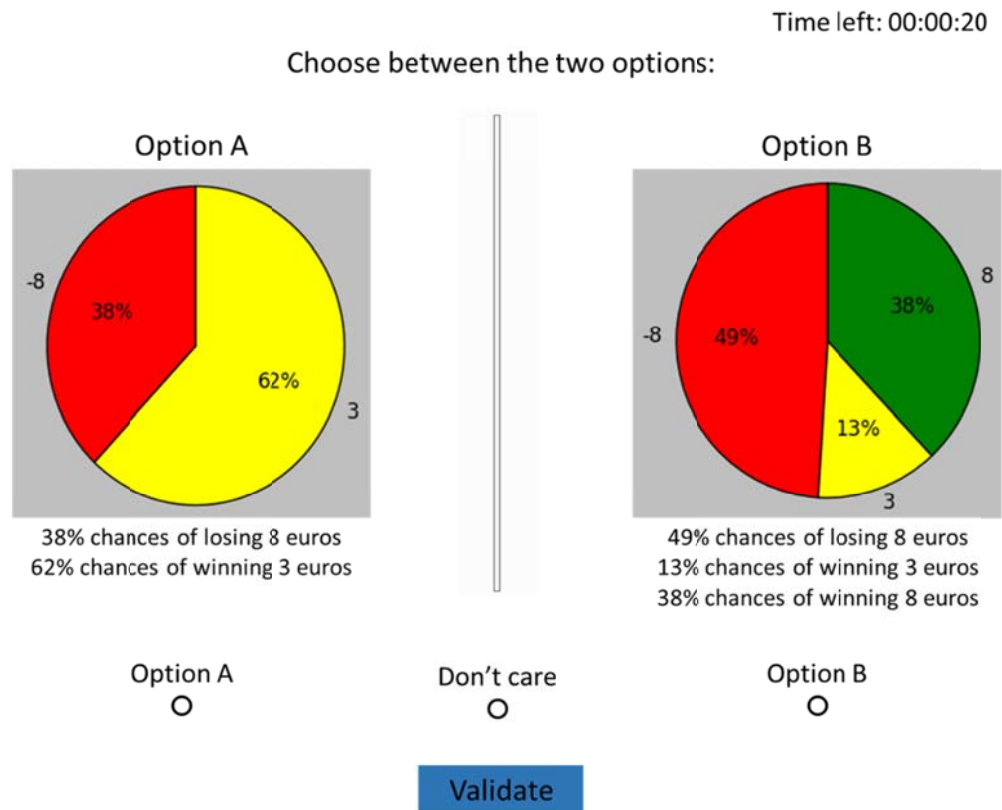 Time left: 00:00:20
Choose between the two options:
Option A
Option B
-8
38%
62%
3
8
38%
-8
49%
13%
3
38% chances of losing 8 euros
62% chances of winning 3 euros
49% chances of losing 8 euros
13% chances of winning 3 euros
38% chances of winning 8 euros
Option A
Don't care
Option B
Validate